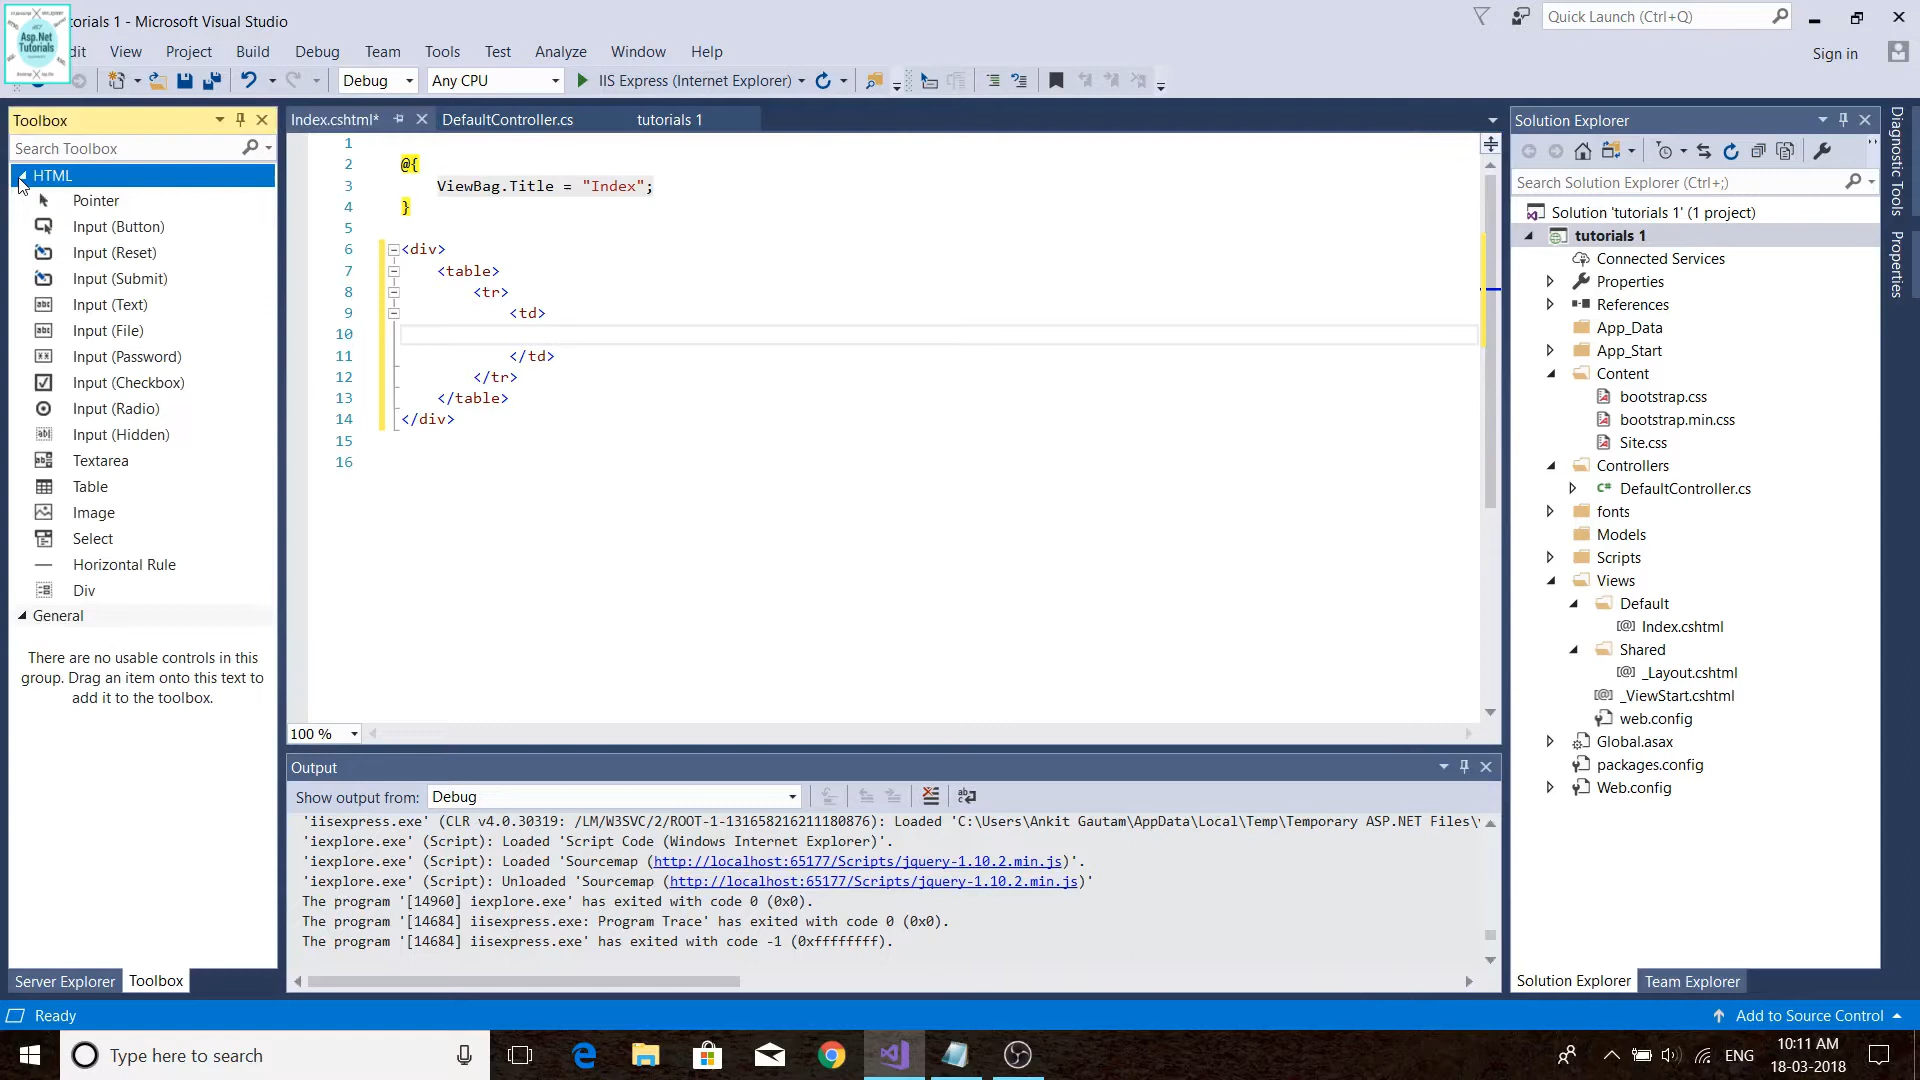 Asp.Net
Tutorials
torials 1 - Microsoft Visual Studio
Quick Launch (Ctrl+Q)
dit View Project Build Debug Team Tools Test Analyze Window Help
Sign in
Debug Any CPU IIS Express (Internet Explorer)
Toolbox
Search Toolbox
HTML
Pointer
Input (Button)
Input (Reset)
Input (Submit)
Input (Text)
Input (File)
Input (Password)
Input (Checkbox)
Input (Radio)
Input (Hidden)
Textarea
Table
Image
Select
Horizontal Rule
Div
General
There are no usable controls in this
group. Drag an item onto this text to
add it to the toolbox.
Server Explorer Toolbox
Index.cshtml* DefaultController.cs tutorials 1
1
2 @{
3 ViewBag.Title = "Index";
4 }
5
6 <div>
7 <table>
8 <tr>
9 <td>
10
11 </td>
12 </tr>
13 </table>
14 </div>
15
16
100 %
Output
Show output from: Debug
'iisexpress.exe' (CLR v4.0.30319: /LM/W3SVC/2/ROOT-1-131658216211180876): Loaded 'C:\Users\Ankit Gautam\AppData\Local\Temp\Temporary ASP.NET Files\
'iexplore.exe' (Script): Loaded 'Script Code (Windows Internet Explorer)'.
'iexplore.exe' (Script): Loaded 'Sourcemap (http://localhost:65177/Scripts/jquery-1.10.2.min.js)'.
'iexplore.exe' (Script): Unloaded 'Sourcemap (http://localhost:65177/Scripts/jquery-1.10.2.min.js)'
The program '[14960] iexplore.exe' has exited with code 0 (0x0).
The program '[14684] iisexpress.exe: Program Trace' has exited with code 0 (0x0).
The program '[14684] iisexpress.exe' has exited with code -1 (0xffffffff).
Solution Explorer
Search Solution Explorer (Ctrl+;)
Solution 'tutorials 1' (1 project)
tutorials 1
Connected Services
Properties
References
App_Data
App_Start
Content
bootstrap.css
bootstrap.min.css
Site.css
Controllers
C# DefaultController.cs
fonts
Models
Scripts
Views
Default
[@] Index.cshtml
Shared
[@] _Layout.cshtml
[@] _ViewStart.cshtml
web.config
Global.asax
packages.config
Web.config
Solution Explorer Team Explorer
Diagnostic Tools
Properties
Ready
Add to Source Control
Type here to search
ENG
10:11 AM
18-03-2018